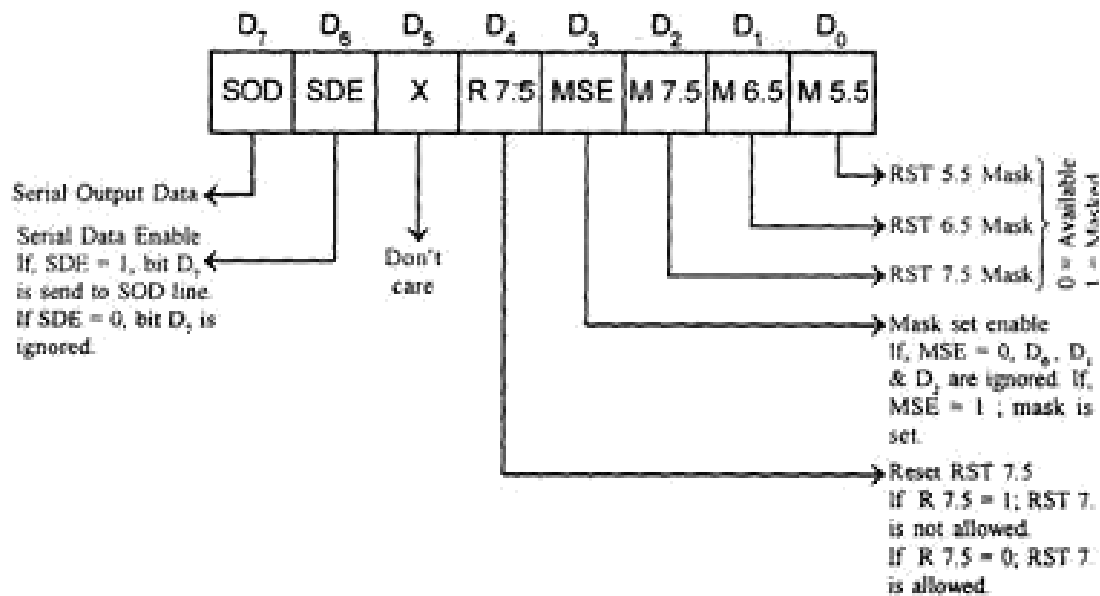 D7 D6 D5 D4 D3 D2 D1 D0
SOD SDE X R 7.5 MSE M 7.5 M 6.5 M 5.5
Serial Output Data
Serial Data Enable
If, SDE = 1, bit D7
is send to SOD line.
If SDE = 0, bit D7 is
ignored.
Don't
care
RST 5.5 Mask
RST 6.5 Mask
RST 7.5 Mask
0 = Available
1 = Masked
Mask set enable
If, MSE = 0, D0, D1
& D2 are ignored. If,
MSE = 1 ; mask is
set.
Reset RST 7.5
If R 7.5 = 1; RST 7.
is not allowed.
If R 7.5 = 0; RST 7
is allowed.